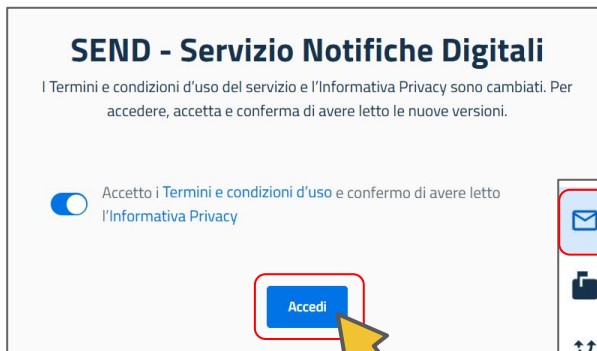 SEND - Servizio Notifiche Digitali
I Termini e condizioni d’uso del servizio e l’Informativa Privacy sono cambiati. Per
accedere, accetta e conferma di avere letto le nuove versioni.
Accetto i Termini e condizioni d’uso e confermo di avere letto
l’Informativa Privacy
Accedi